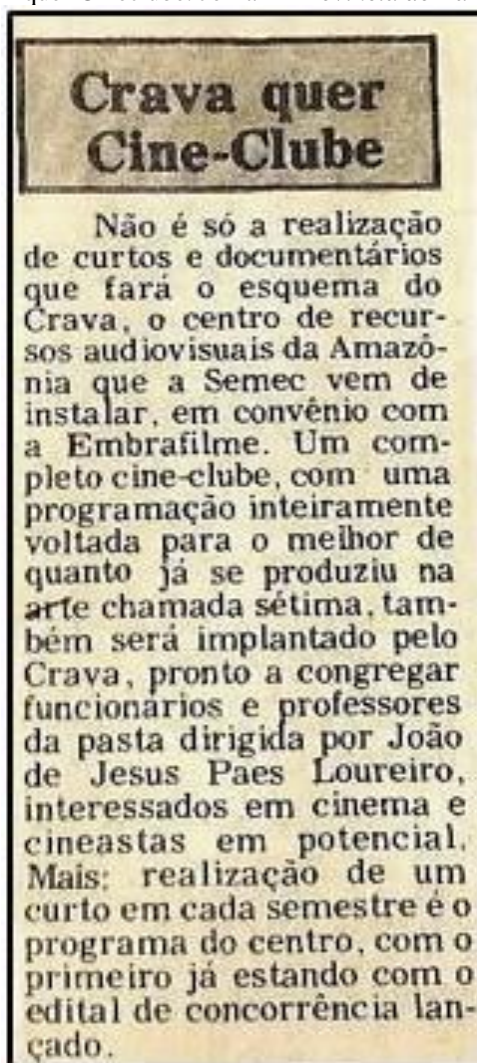 Crava quer
Cine-Clube
Não é só a realização
de curtos e documentários
que fará o esquema do
Crava, o centro de recur-
sos audiovisuais da Amazô-
nia que a Semec vem de
instalar, em convênio com
a Embrafilme. Um com-
pleto cine-clube, com uma
programação inteiramente
voltada para o melhor de
quanto já se produziu na
arte chamada sétima, tam-
bém será implantado pelo
Crava, pronto a congregar
funcionários e professores
da pasta dirigida por João
de Jesus Paes Loureiro,
interessados em cinema e
cineastas em potencial.
Mais: realização de um
curto em cada semestre é o
programa do centro, com o
primeiro já estando com o
edital de concorrência lan-
çado.